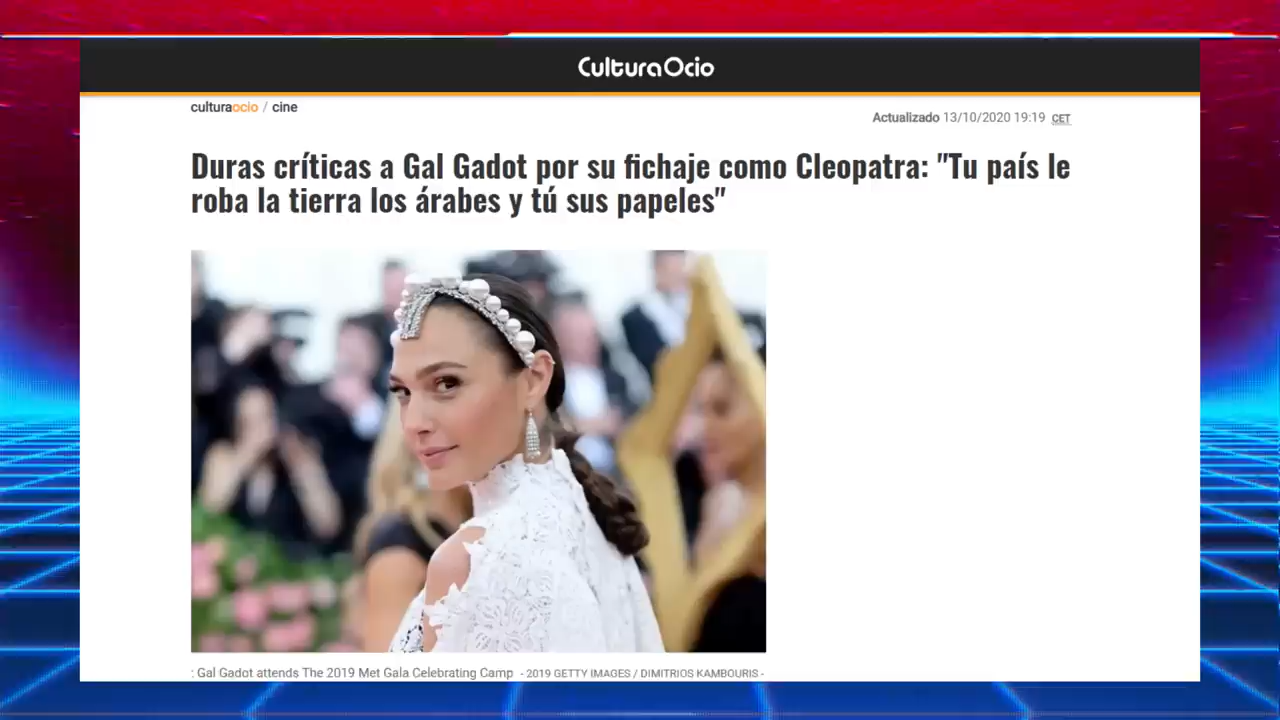 CulturaOcio
culturaocio / cine
Actualizado 13/10/2020 19:19 CET
Duras críticas a Gal Gadot por su fichaje como Cleopatra: "Tu país le
roba la tierra los árabes y tú sus papeles"
: Gal Gadot attends The 2019 Met Gala Celebrating Camp - 2019 GETTY IMAGES / DIMITRIOS KAMBOURIS -